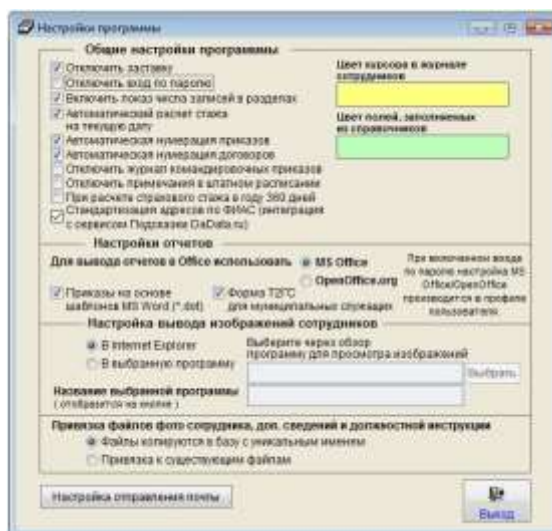 Настройки программы
Общие настройки программы
Отключить заставку
Отключить вход по паролю
Включить показ числа записей в разделах
Автоматический расчет стажа
на текущую дату
Автоматическая нумерация приказов
Автоматическая нумерация договоров
Отключить журнал командировочных приказов
Отключить примечания в штатном расписании
При расчете страхового стажа в году 360 дней
Стандартизация адресов по ФИАС (интеграция
с сервисом Подсказки DaData.ru)
Цвет курсора в журнале
сотрудников
Цвет полей, заполняемых
из справочников
Настройки отчетов
Для вывода отчетов в Office использовать
MS Office
OpenOffice.org
При включенном входе
по паролю настройка MS
Office/OpenOffice
производится в профиле
пользователя.
Приказы на основе
шаблонов MS Word (*.dot)
Форма Т2ГС
для муниципальных служащих
Настройка вывода изображений сотрудников
В Internet Explorer
В выбранную программу
Выберите через обзор
программу для просмотра изображений
Выбрать
Название выбранной программы
( отобразится на кнопке )
Привязка файлов фото сотрудника, доп. сведений и должностной инструкции
Файлы копируются в базу с уникальным именем
Привязка к существующим файлам
Настройка отправления почты
Выход